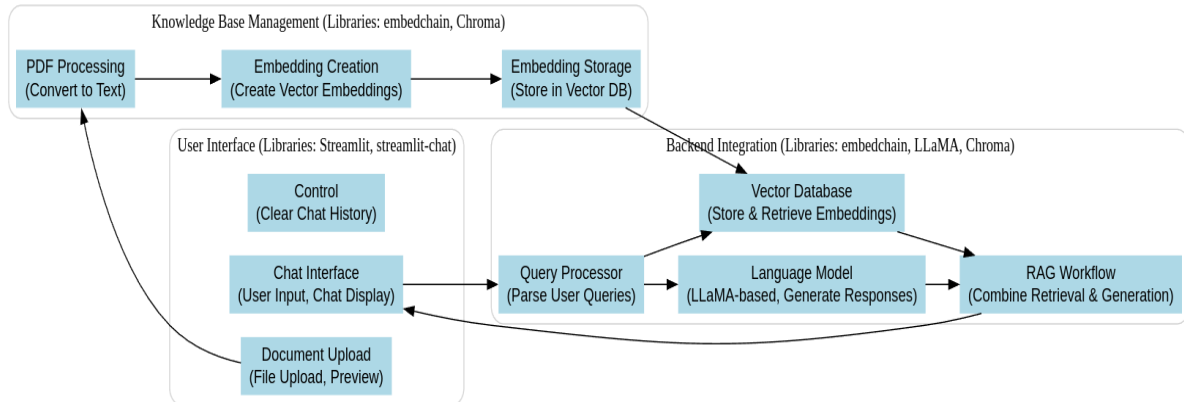 Knowledge Base Management (Libraries: embedchain, Chroma)
PDF Processing
(Convert to Text)
Embedding Creation
(Create Vector Embeddings)
Embedding Storage
(Store in Vector DB)
User Interface (Libraries: Streamlit, streamlit-chat)
Control
(Clear Chat History)
Chat Interface
(User Input, Chat Display)
Document Upload
(File Upload, Preview)
Backend Integration (Libraries: embedchain, LLaMA, Chroma)
Vector Database
(Store & Retrieve Embeddings)
Query Processor
(Parse User Queries)
Language Model
(LLaMA-based, Generate Responses)
RAG Workflow
(Combine Retrieval & Generation)